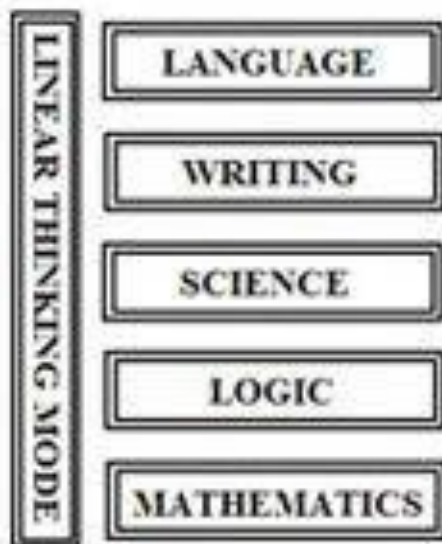 LINEAR THINKING MODE
LANGUAGE
WRITING
SCIENCE
LOGIC
MATHEMATICS